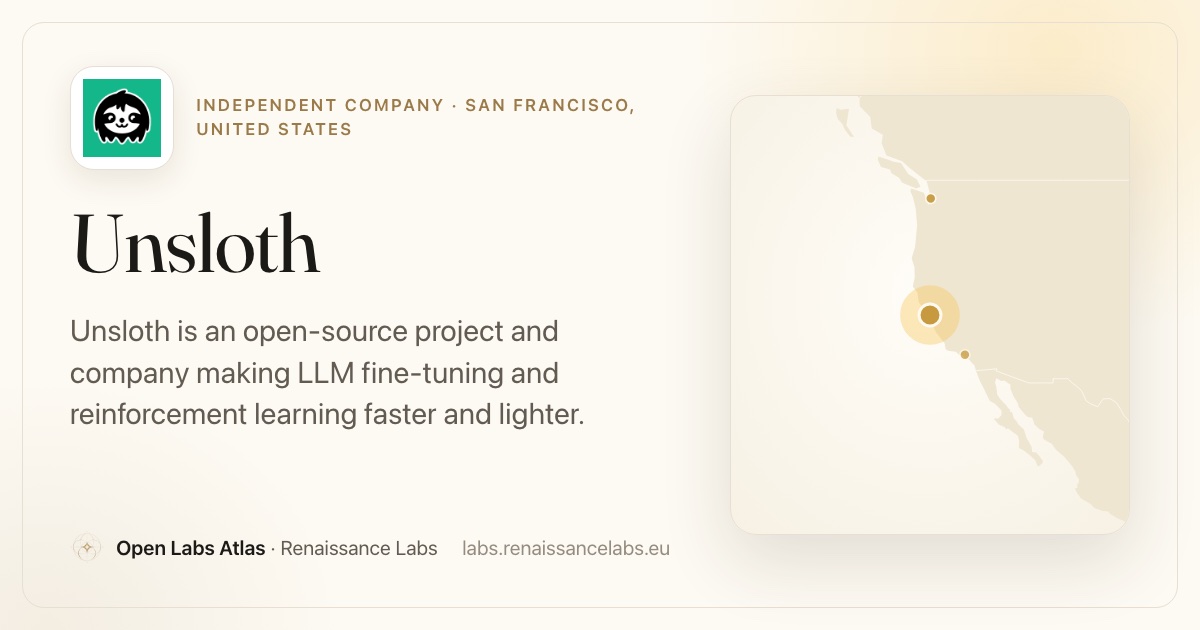 INDEPENDENT COMPANY · SAN FRANCISCO,
UNITED STATES
Unsloth
Unsloth is an open-source project and
company making LLM fine-tuning and
reinforcement learning faster and lighter.
Open Labs Atlas · Renaissance Labs labs.renaissancelabs.eu